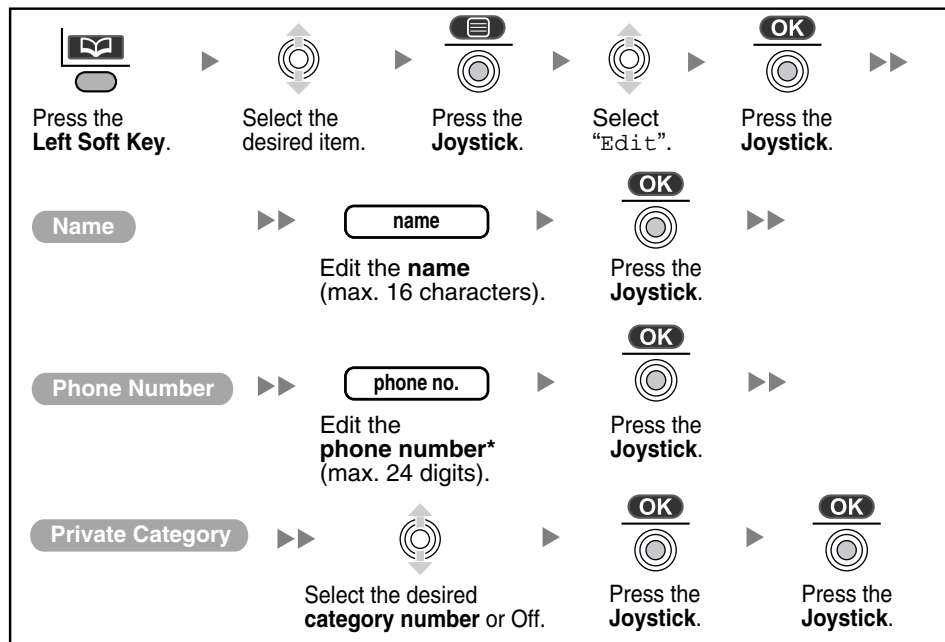 OK
Press the
Left Soft Key.
Select the
desired item.
Press the
Joystick.
Select
“Edit”.
Press the
Joystick.
Name
name
Edit the name
(max. 16 characters).
OK
Press the
Joystick.
Phone Number
phone no.
Edit the
phone number*
(max. 24 digits).
OK
Press the
Joystick.
Private Category
Select the desired
category number or Off.
OK
Press the
Joystick.
OK
Press the
Joystick.